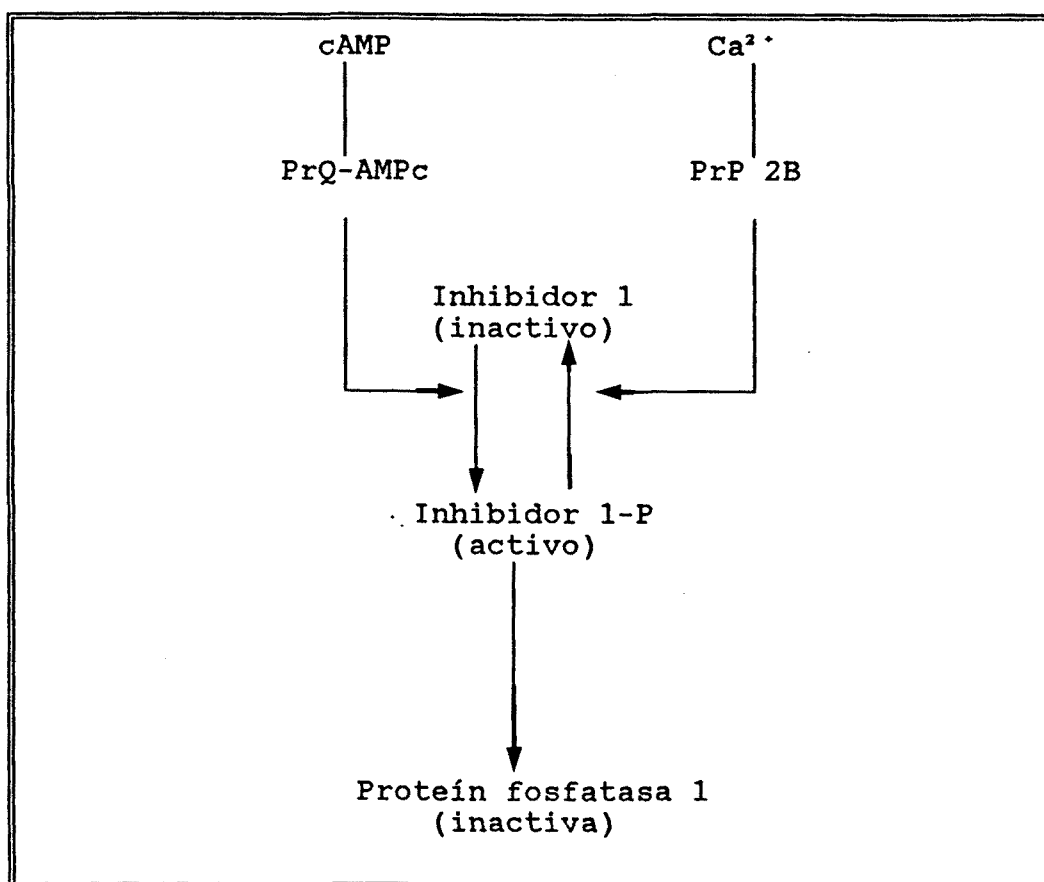 cAMP
Ca²⁺
PrQ-AMPc
PrP 2B
Inhibidor 1
(inactivo)
Inhibidor 1-P
(activo)
Proteín fosfatasa 1
(inactiva)